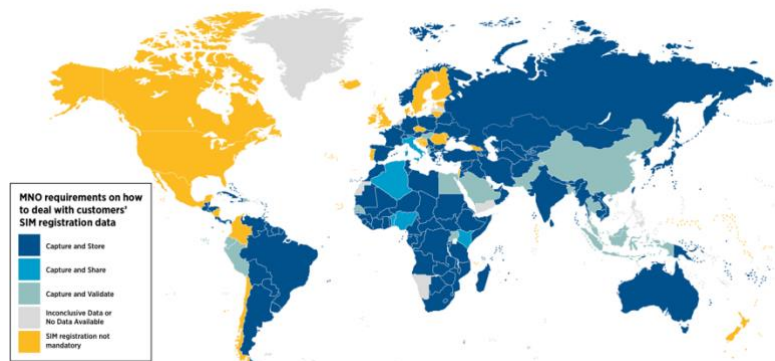 MNO requirements on how
to deal with customers'
SIM registration data
Capture and Store
Capture and Share
Capture and Validate
Inconclusive Data or
No Data Available
SIM registration not
mandatory